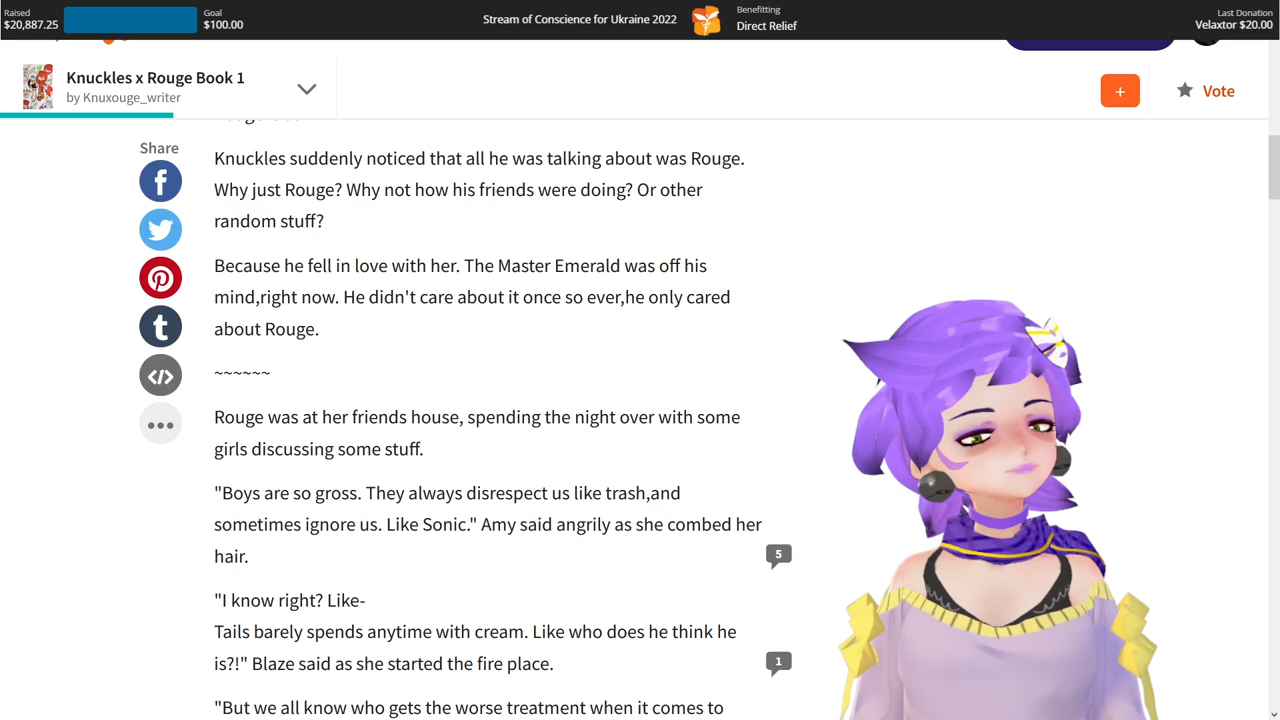 Raised
$20,887.25
Goal
$100.00
Stream of Conscience for Ukraine 2022
Benefitting
Direct Relief
Last Donation
Velaxtor $20.00
Knuckles x Rouge Book 1
by Knuxouge_writer
+
Vote
Share
Knuckles suddenly noticed that all he was talking about was Rouge.
Why just Rouge? Why not how his friends were doing? Or other
random stuff?
Because he fell in love with her. The Master Emerald was off his
mind,right now. He didn't care about it once so ever,he only cared
about Rouge.
~~~~~~
Rouge was at her friends house, spending the night over with some
girls discussing some stuff.
"Boys are so gross. They always disrespect us like trash,and
sometimes ignore us. Like Sonic." Amy said angrily as she combed her
hair.
5
"I know right? Like-
Tails barely spends anytime with cream. Like who does he think he
is?!" Blaze said as she started the fire place.
1
"But we all know who gets the worse treatment when it comes to